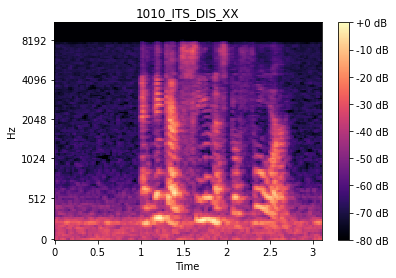 1010_ITS_DIS_XX
Hz
8192
4096
2048
1024
512
0
0
0.5
1
1.5
2
2.5
3
Time
+0 dB
-10 dB
-20 dB
-30 dB
-40 dB
-50 dB
-60 dB
-70 dB
-80 dB